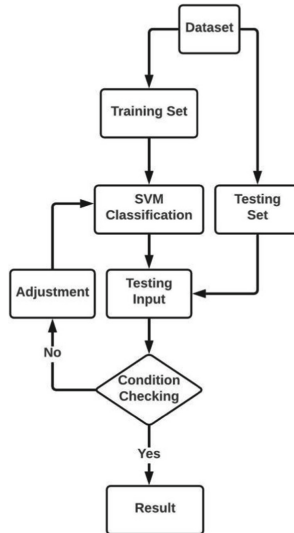 Dataset
Training Set
SVM
Classification
Testing
Set
Adjustment
Testing
Input
No
Condition
Checking
Yes
Result